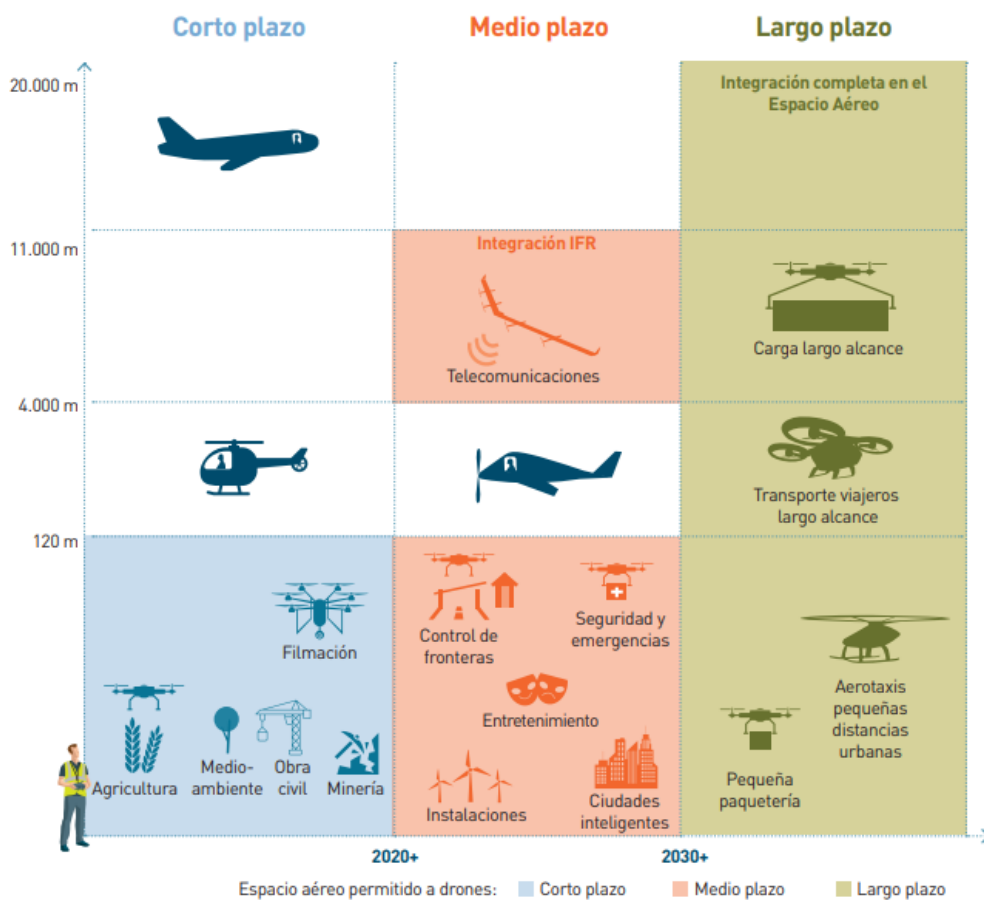 Corto plazo
Medio plazo
Largo plazo
20.000 m
Integración completa en el
Espacio Aéreo
11.000 m
Integración IFR
Telecomunicaciones
Carga largo alcance
4.000 m
Transporte viajeros
largo alcance
120 m
Filmación
Agricultura
Medio-
ambiente
Obra
civil
Minería
Control de
fronteras
Seguridad y
emergencias
Entretenimiento
Instalaciones
Ciudades
inteligentes
Aerotaxis
pequeñas
distancias
urbanas
Pequeña
paquetería
2020+
2030+
Espacio aéreo permitido a drones:
Corto plazo
Medio plazo
Largo plazo